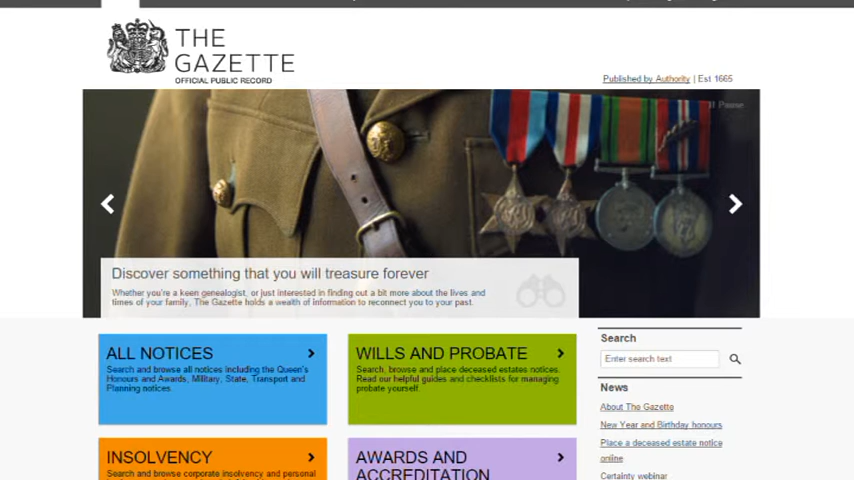 THE
GAZETTE
OFFICIAL PUBLIC RECORD
Published by Authority | Est 1665
II Pause
Discover something that you will treasure forever
Whether you're a keen genealogist, or just interested in finding out a bit more about the lives and
times of your family, The Gazette holds a wealth of information to reconnect you to your past.
ALL NOTICES
Search and browse all notices including the Queen's
Honours and Awards, Military, State, Transport and
Planning notices.
WILLS AND PROBATE
Search, browse and place deceased estates notices.
Read our helpful guides and checklists for managing
probate yourself.
INSOLVENCY
Search and browse corporate insolvency and personal
AWARDS AND
ACCREDITATION
Search
Enter search text
News
About The Gazette
New Year and Birthday honours
Place a deceased estate notice
online
Certainty webinar